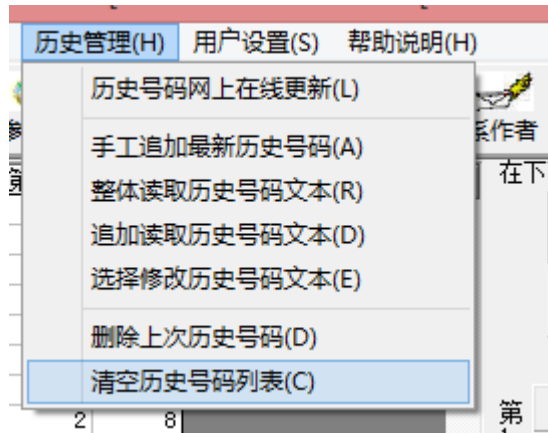 历史管理(H) 用户设置(S) 帮助说明(H)
历史号码网上在线更新(L)
系作者
手工追加最新历史号码(A)
在下
整体读取历史号码文本(R)
追加读取历史号码文本(D)
选择修改历史号码文本(E)
删除上次历史号码(D)
清空历史号码列表(C)
2 8
第